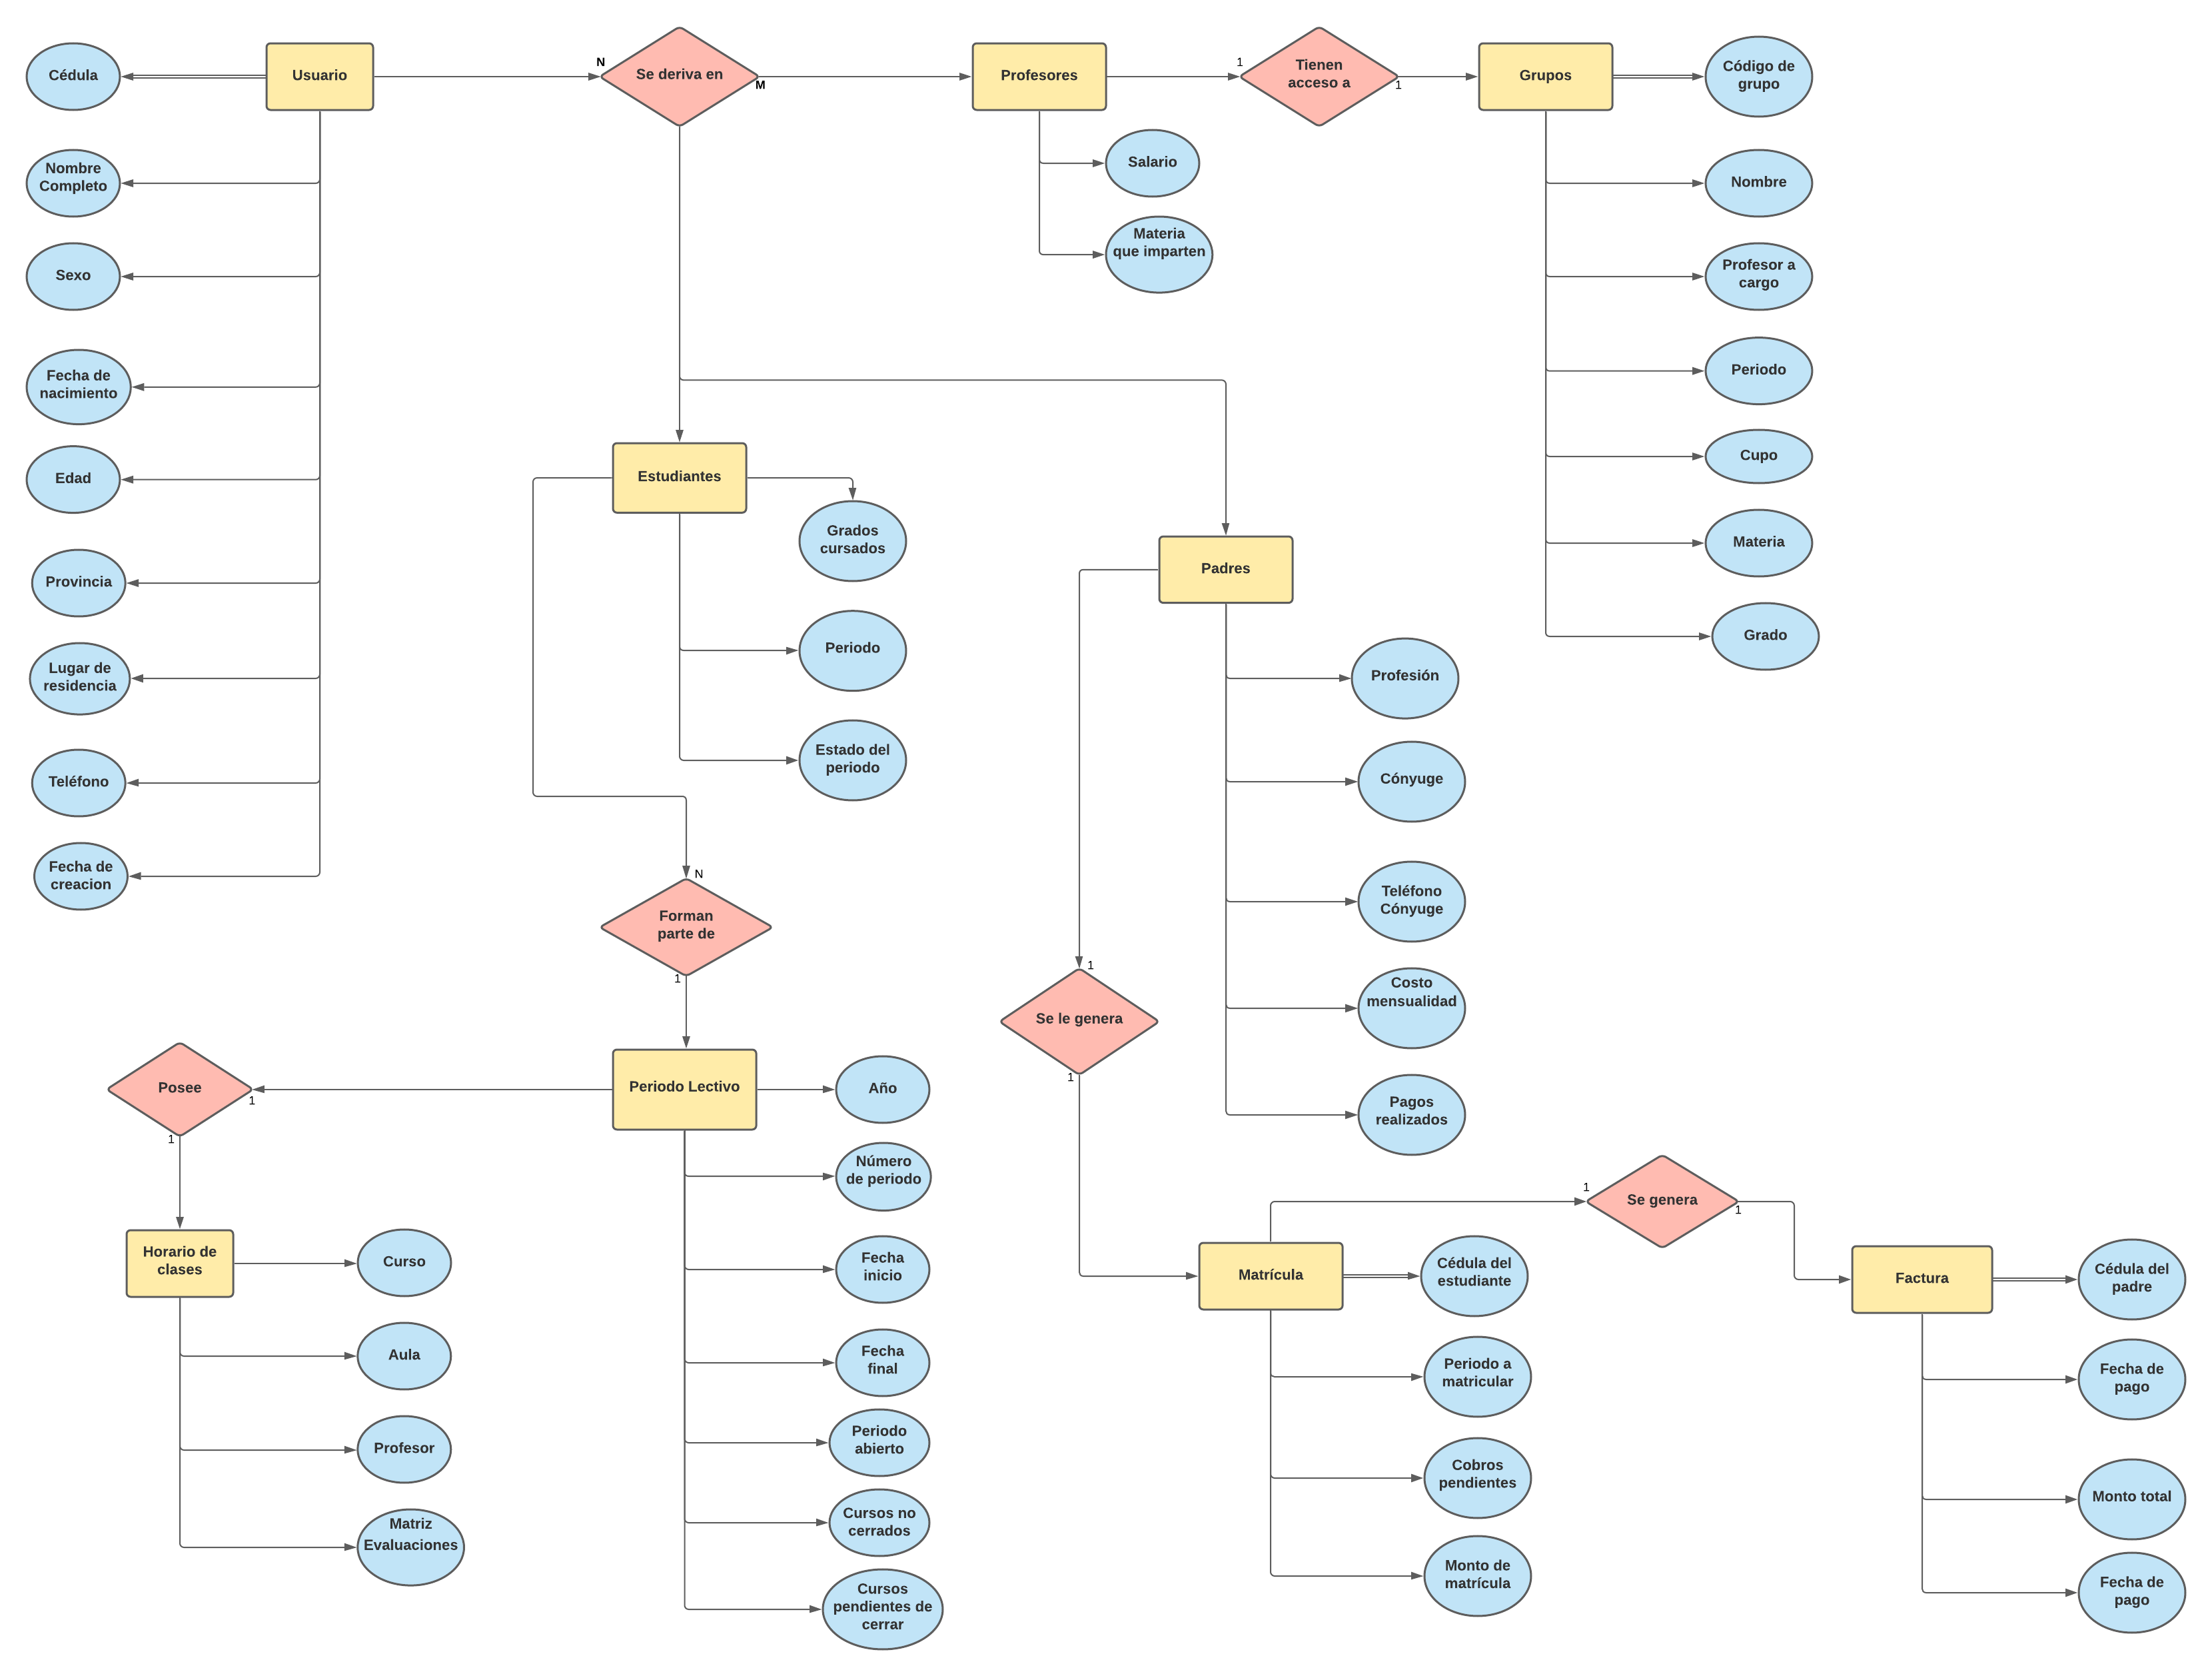 Cédula
Usuario
N
Se deriva en
M
Profesores
1
Tienen
acceso a
1
Grupos
Código de
grupo
Nombre
Completo
Salario
Nombre
Materia
que imparten
Sexo
Profesor a
cargo
Fecha de
nacimiento
Periodo
Edad
Estudiantes
Cupo
Grados
cursados
Materia
Provincia
Padres
Grado
Lugar de
residencia
Periodo
Profesión
Teléfono
Estado del
periodo
Cónyuge
Fecha de
creacion
N
Forman
parte de
1
Teléfono
Cónyuge
1
Se le genera
1
Costo
mensualidad
Posee
1
1
Periodo Lectivo
Año
Pagos
realizados
Número
de periodo
1
Se genera
1
Horario de
clases
Curso
Fecha
inicio
Matrícula
Cédula del
estudiante
Factura
Cédula del
padre
Aula
Fecha
final
Periodo a
matricular
Fecha de
pago
Profesor
Periodo
abierto
Cobros
pendientes
Monto total
Matriz
Evaluaciones
Cursos no
cerrados
Monto de
matrícula
Fecha de
pago
Cursos
pendientes de
cerrar